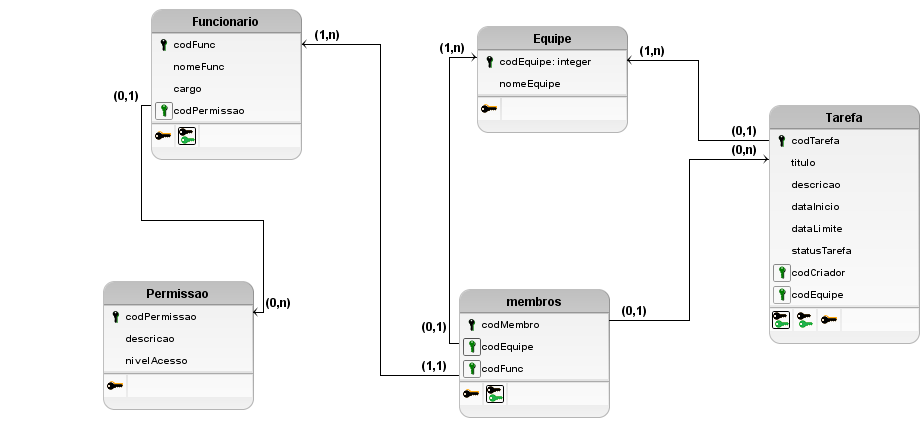 Funcionario
codFunc
nomeFunc
cargo
codPermissao
(1,n)
(0,1)
Permissao
codPermissao
descricao
nivelAcesso
(0,n)
Equipe
codEquipe: integer
nomeEquipe
(1,n)
(1,n)
membros
codMembro
codEquipe
codFunc
(0,1)
(1,1)
(0,1)
Tarefa
codTarefa
titulo
descricao
dataInicio
dataLimite
statusTarefa
codCriador
codEquipe
(0,1)
(0,n)